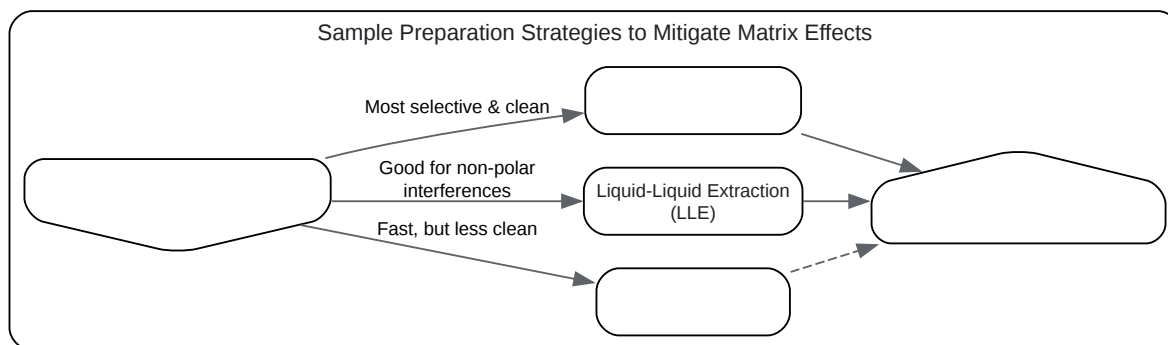 Sample Preparation Strategies to Mitigate Matrix Effects
Most selective & clean
Good for non-polar
interferences
Liquid-Liquid Extraction
(LLE)
Fast, but less clean